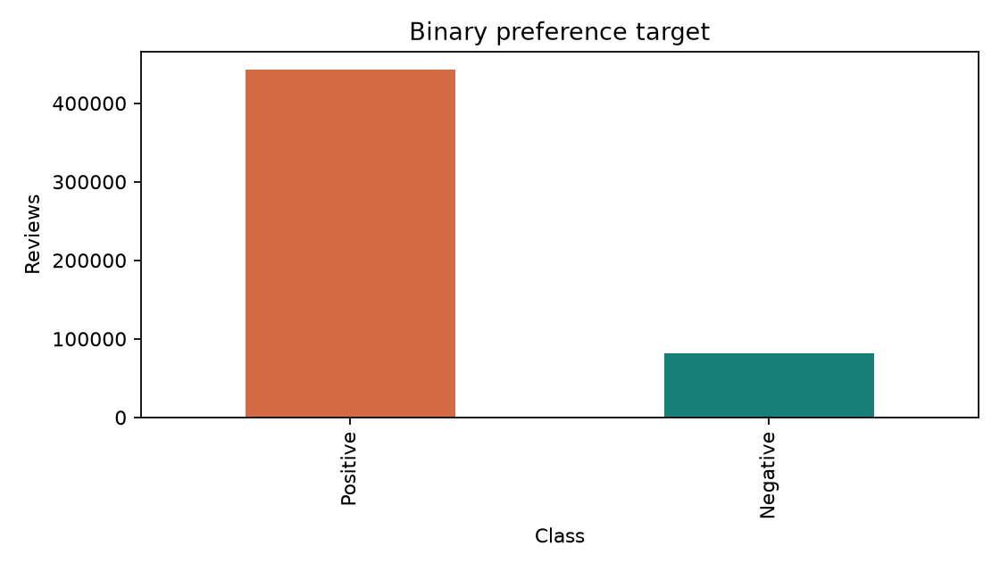 Binary preference target
Reviews
400000
300000
200000
100000
0
Positive
Negative
Class